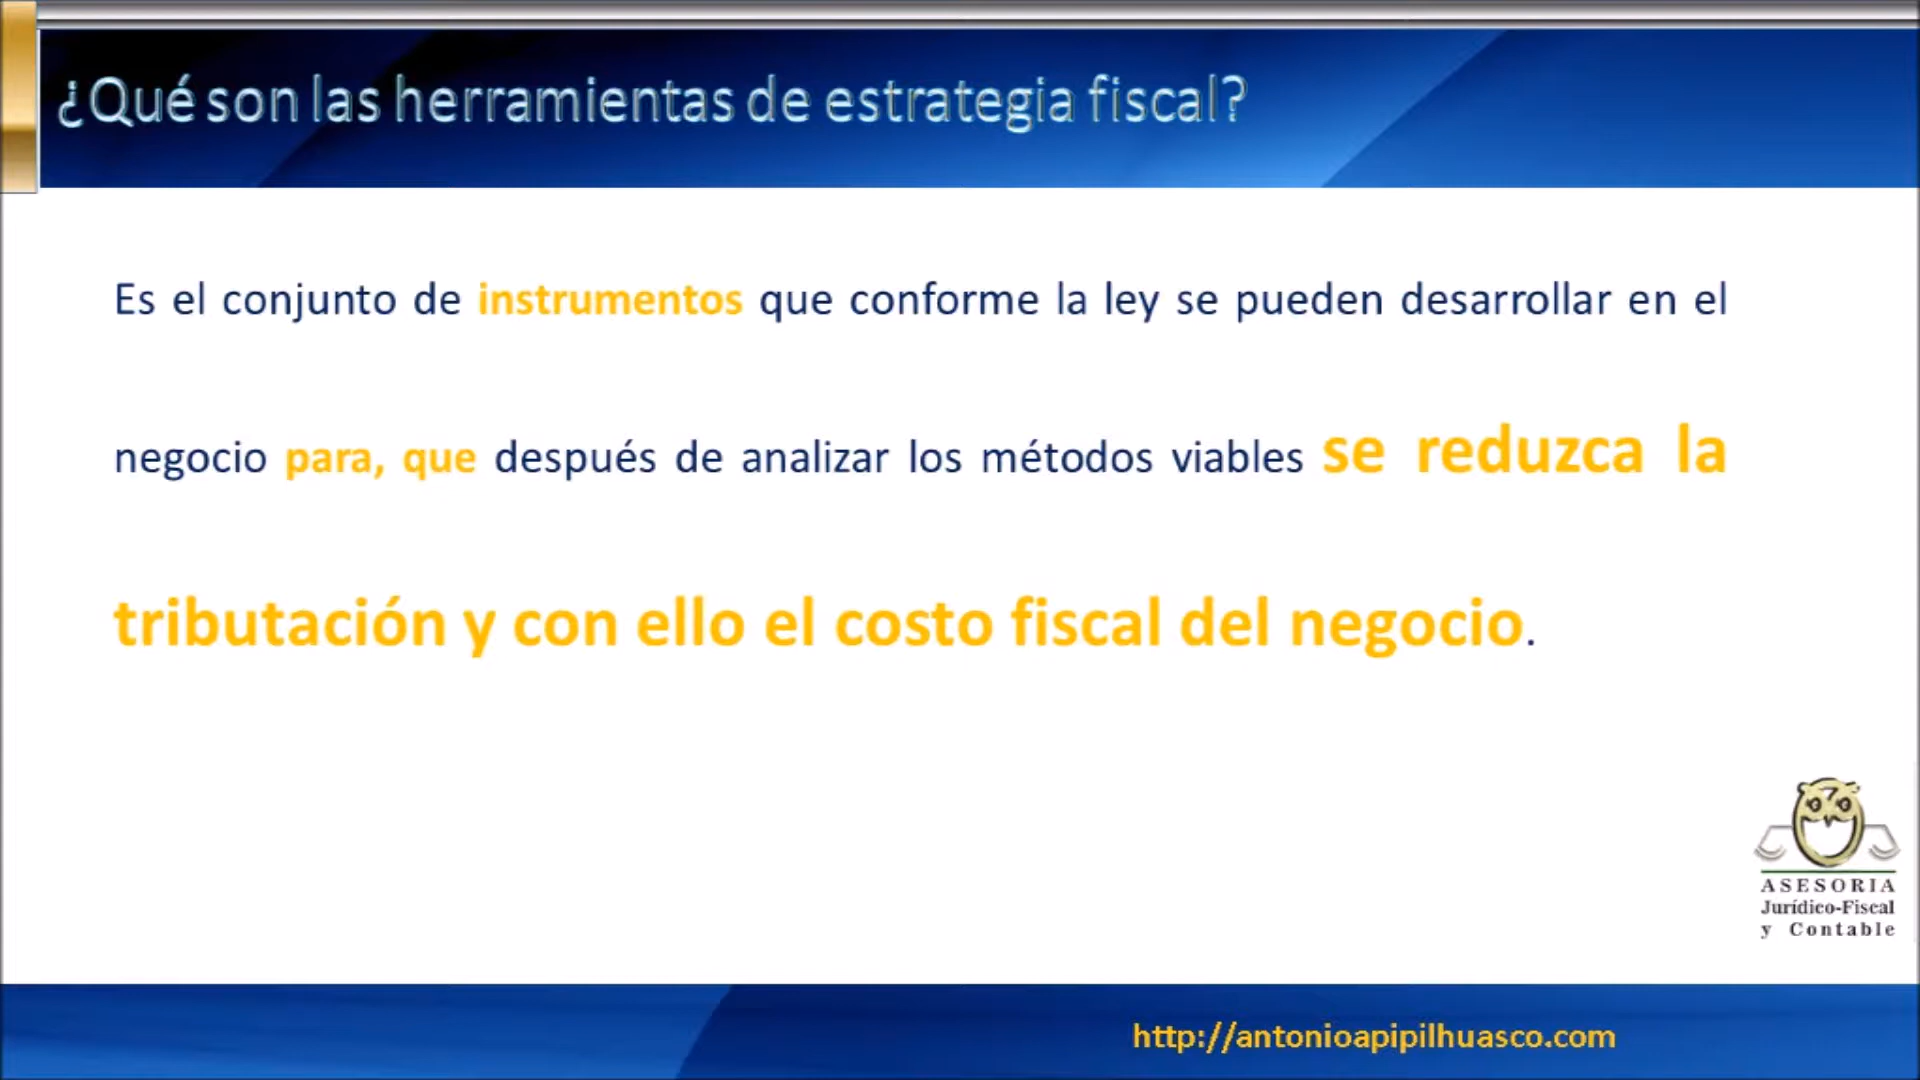 ¿Qué son las herramientas de estrategia fiscal?
Es el conjunto de instrumentos que conforme la ley se pueden desarrollar en el
negocio para, que después de analizar los métodos viables se reduzca la
tributación y con ello el costo fiscal del negocio.
ASESORIA
Jurídico-Fiscal
y Contable
http://antonioapipilhuasco.com